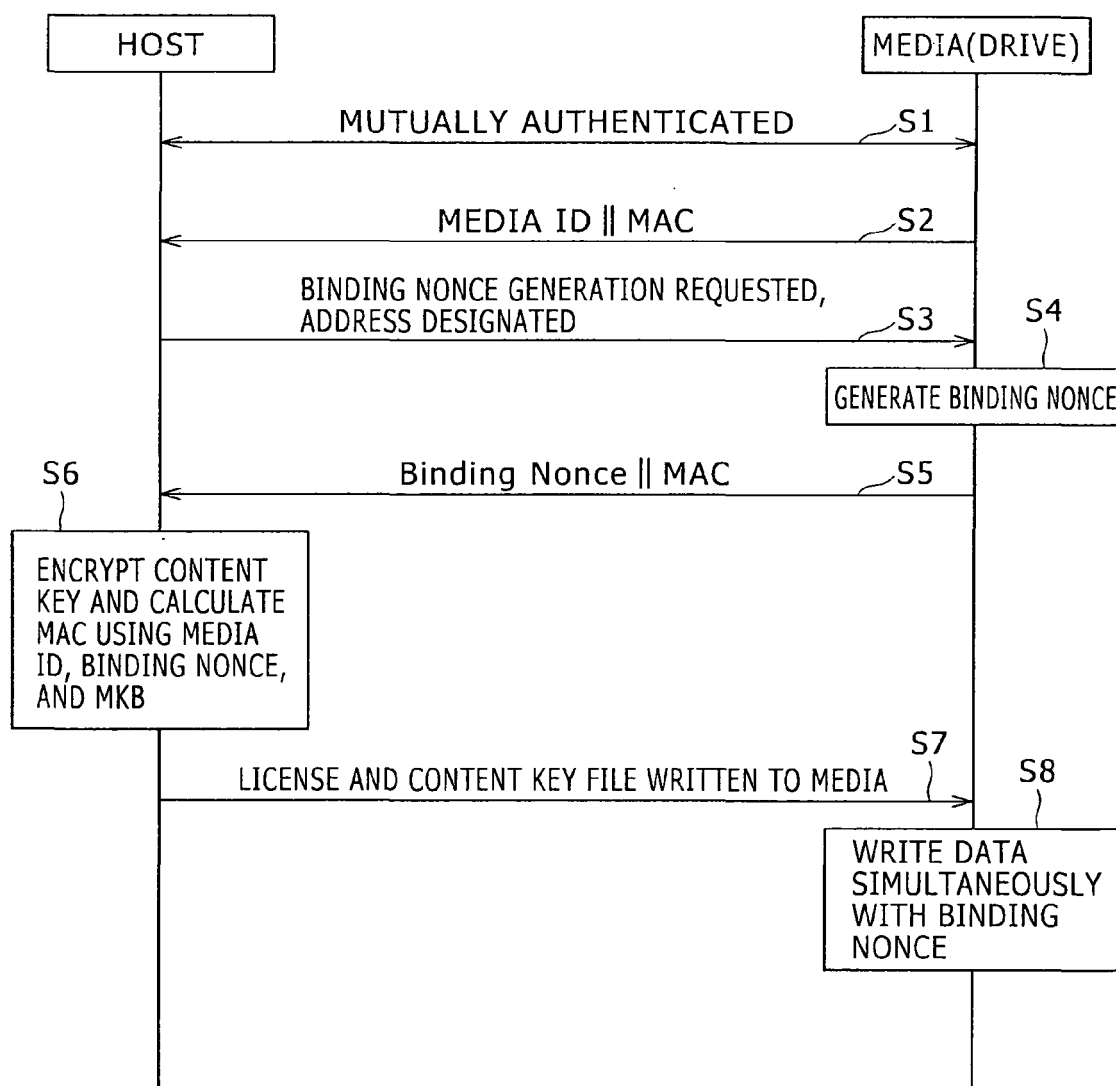 HOST
MEDIA(DRIVE)
MUTUALLY AUTHENTICATED
S1
MEDIA ID || MAC
S2
BINDING NONCE GENERATION REQUESTED,
ADDRESS DESIGNATED
S3
S4
GENERATE BINDING NONCE
Binding Nonce || MAC
S5
S6
ENCRYPT CONTENT
KEY AND CALCULATE
MAC USING MEDIA
ID, BINDING NONCE,
AND MKB
S7
LICENSE AND CONTENT KEY FILE WRITTEN TO MEDIA
S8
WRITE DATA
SIMULTANEOUSLY
WITH BINDING
NONCE